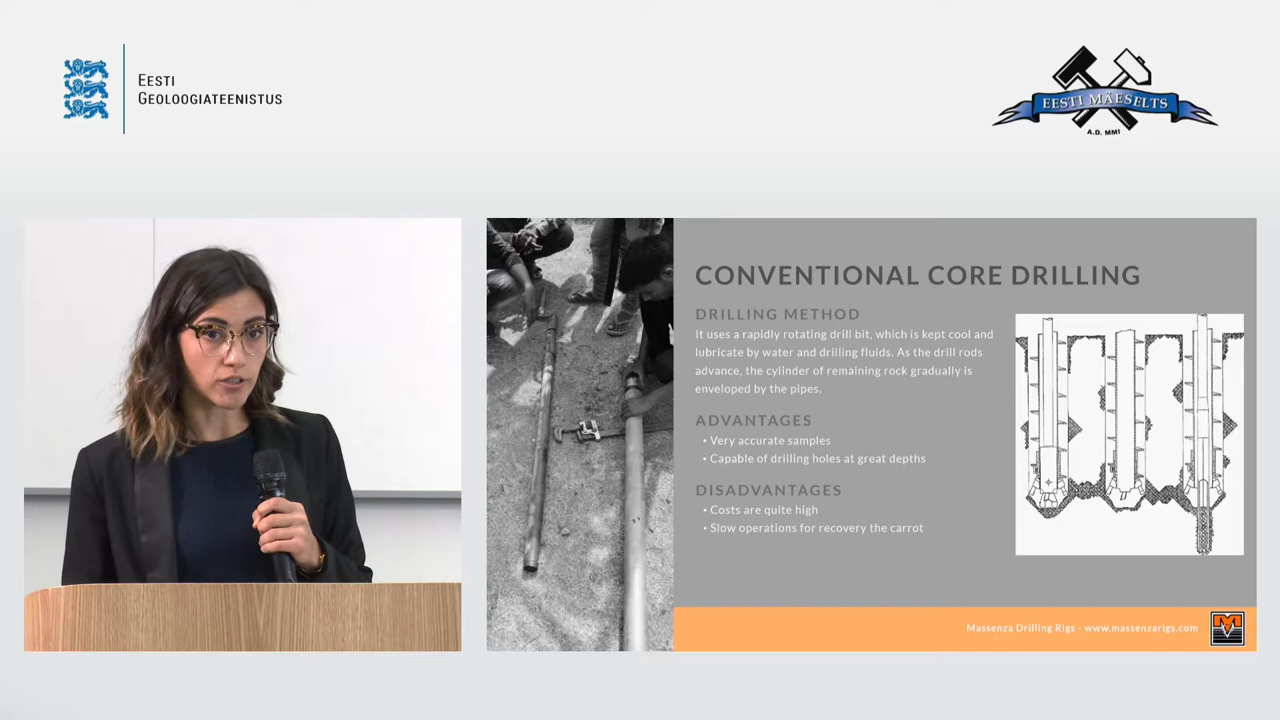 EESTI
GEOLOOGIATEENISTUS
EESTI MÄESELTS
A.D. MMI
CONVENTIONAL CORE DRILLING
DRILLING METHOD
It uses a rapidly rotating drill bit, which is kept cool and
lubricate by water and drilling fluids. As the drill rods
advance, the cylinder of remaining rock gradually is
enveloped by the pipes.
ADVANTAGES
• Very accurate samples
• Capable of drilling holes at great depths
DISADVANTAGES
• Costs are quite high
• Slow operations for recovery the carrot
Massenza Drilling Rigs - www.massenzarigs.com
M